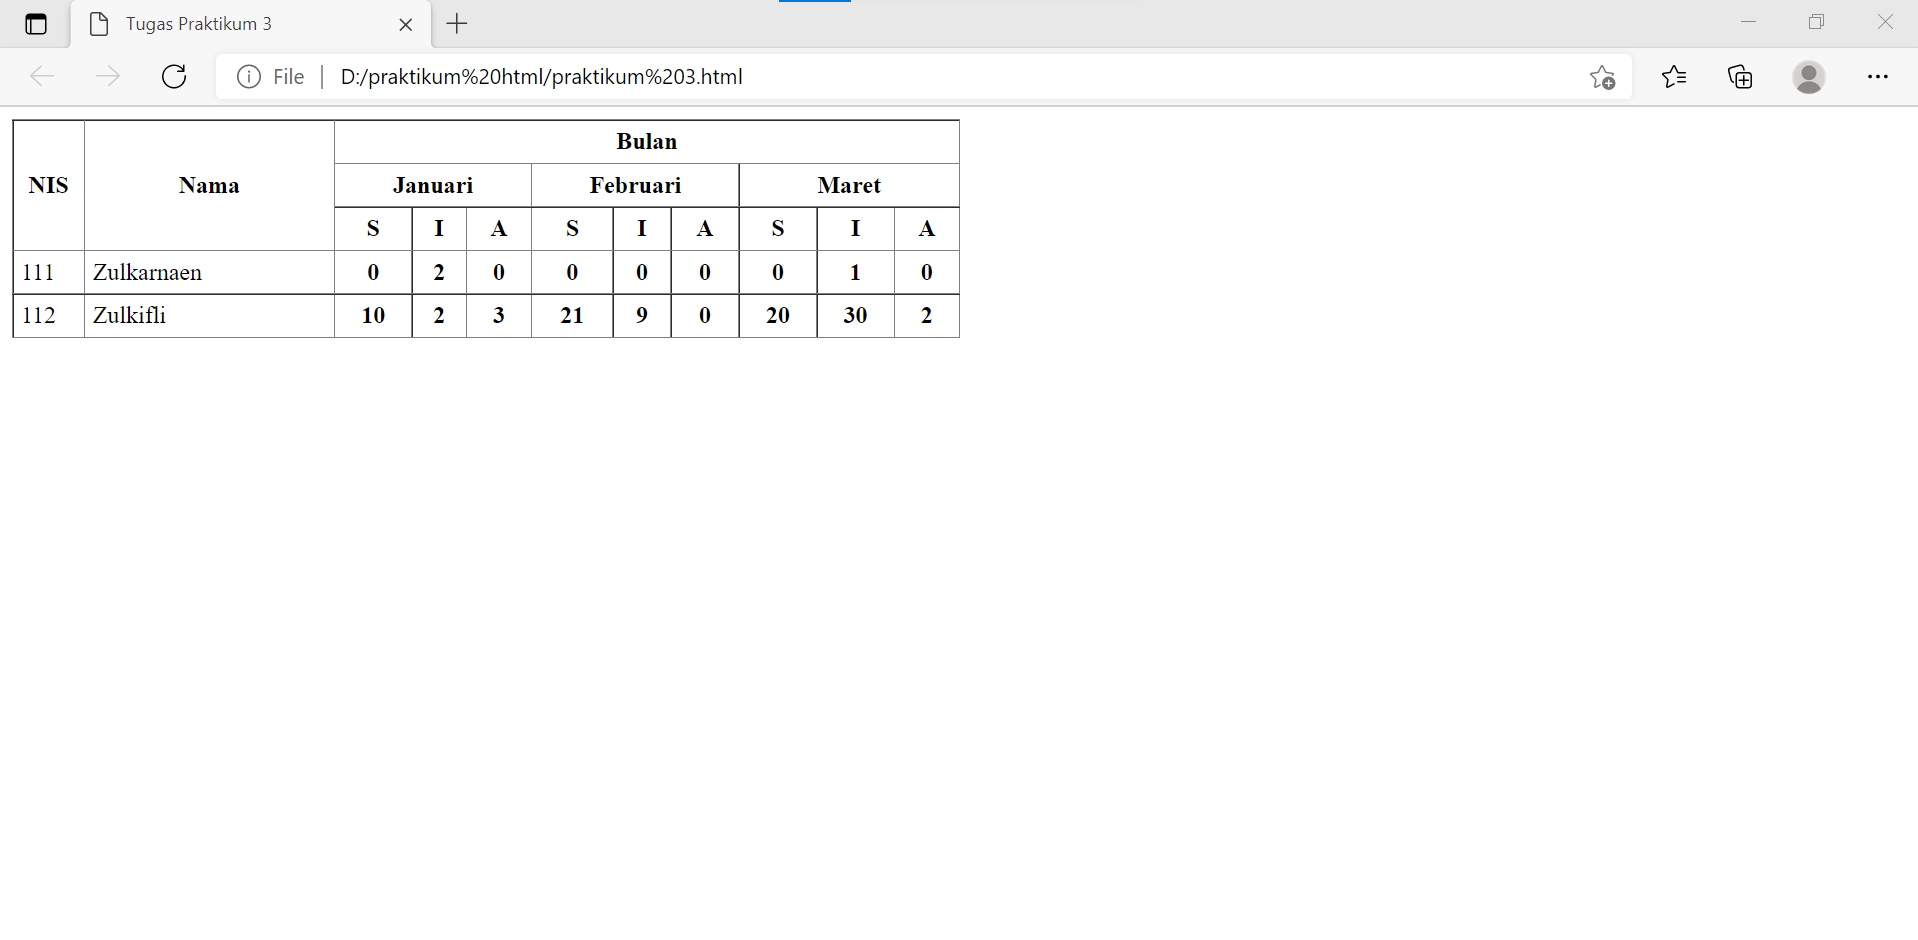 Tugas Praktikum 3
File | D:/praktikum%20html/praktikum%203.html
NIS Nama Bulan
Januari Februari Maret
S I A S I A S I A
111 Zulkarnaen 0 2 0 0 0 0 0 1 0
112 Zulkifli 10 2 3 21 9 0 20 30 2